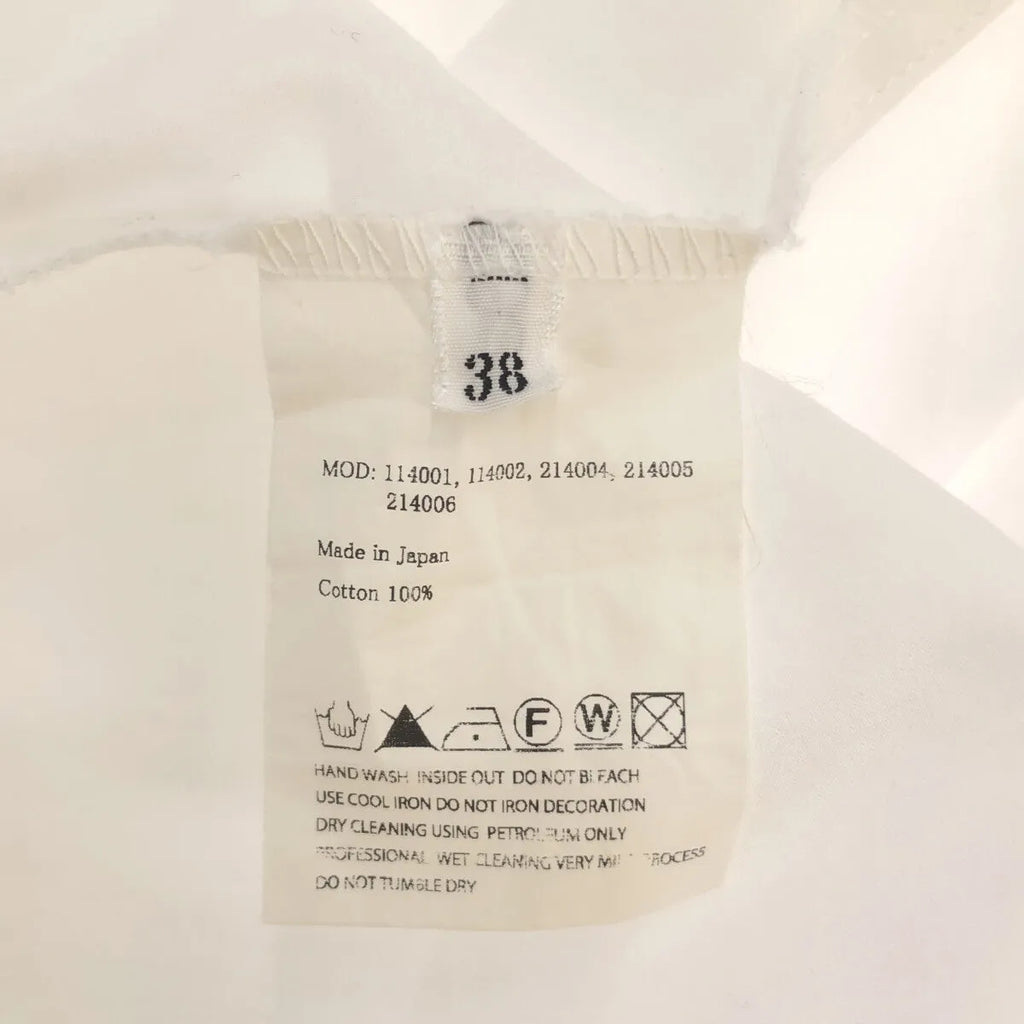 38
MOD: 114001, 114002, 214004, 214005
214006
Made in Japan
Cotton 100%
F W
HAND WASH INSIDE OUT DO NOT BLEACH
USE COOL IRON DO NOT IRON DECORATION
DRY CLEANING USING PETROLEUM ONLY
PROFESSIONAL WET CLEANING VERY MILD PROCESS
DO NOT TUMBLE DRY